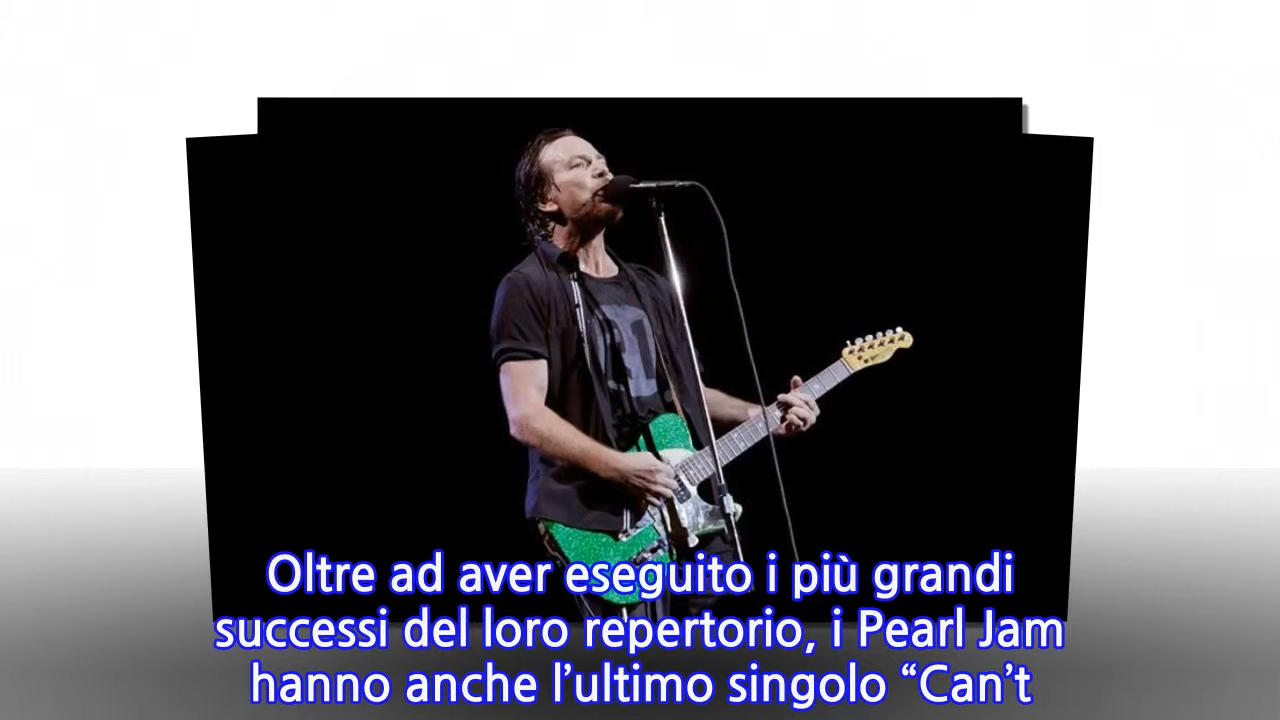 Oltre ad aver eseguito i più grandi
successi del loro repertorio, i Pearl Jam
hanno anche l’ultimo singolo “Can’t